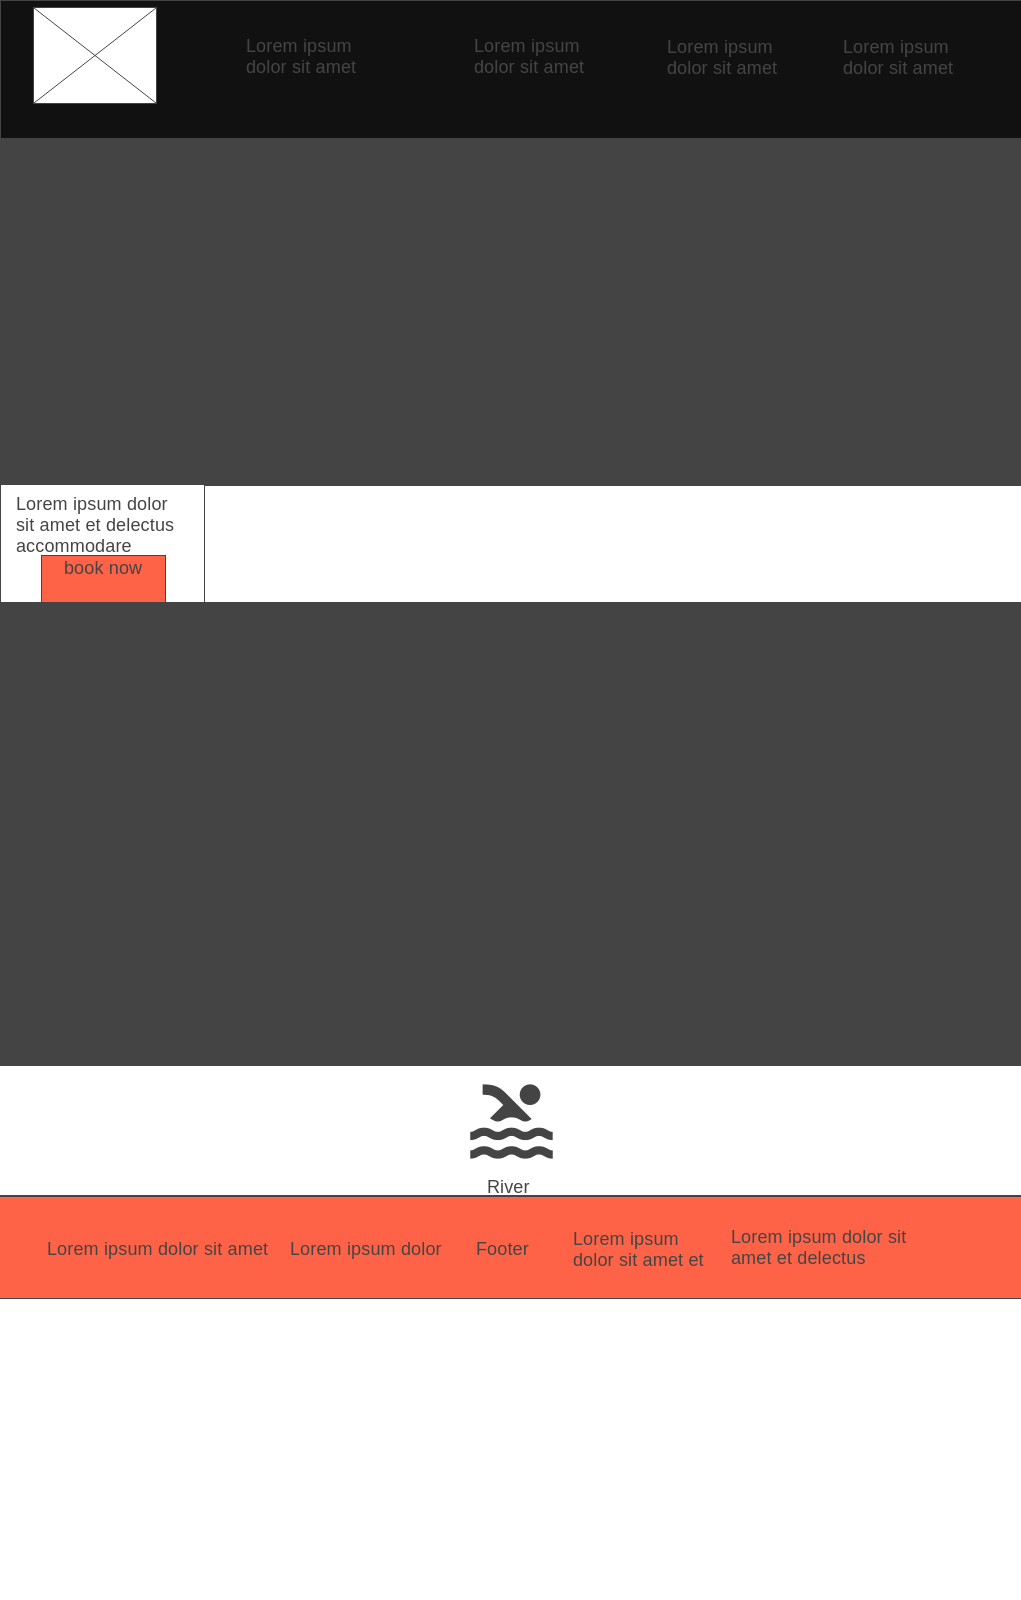 Lorem ipsum
dolor sit amet
Lorem ipsum
dolor sit amet
Lorem ipsum
dolor sit amet
Lorem ipsum
dolor sit amet
Lorem ipsum dolor
sit amet et delectus
accommodare
book now
River
Lorem ipsum dolor sit amet
Lorem ipsum dolor
Footer
Lorem ipsum
dolor sit amet et
Lorem ipsum dolor sit
amet et delectus